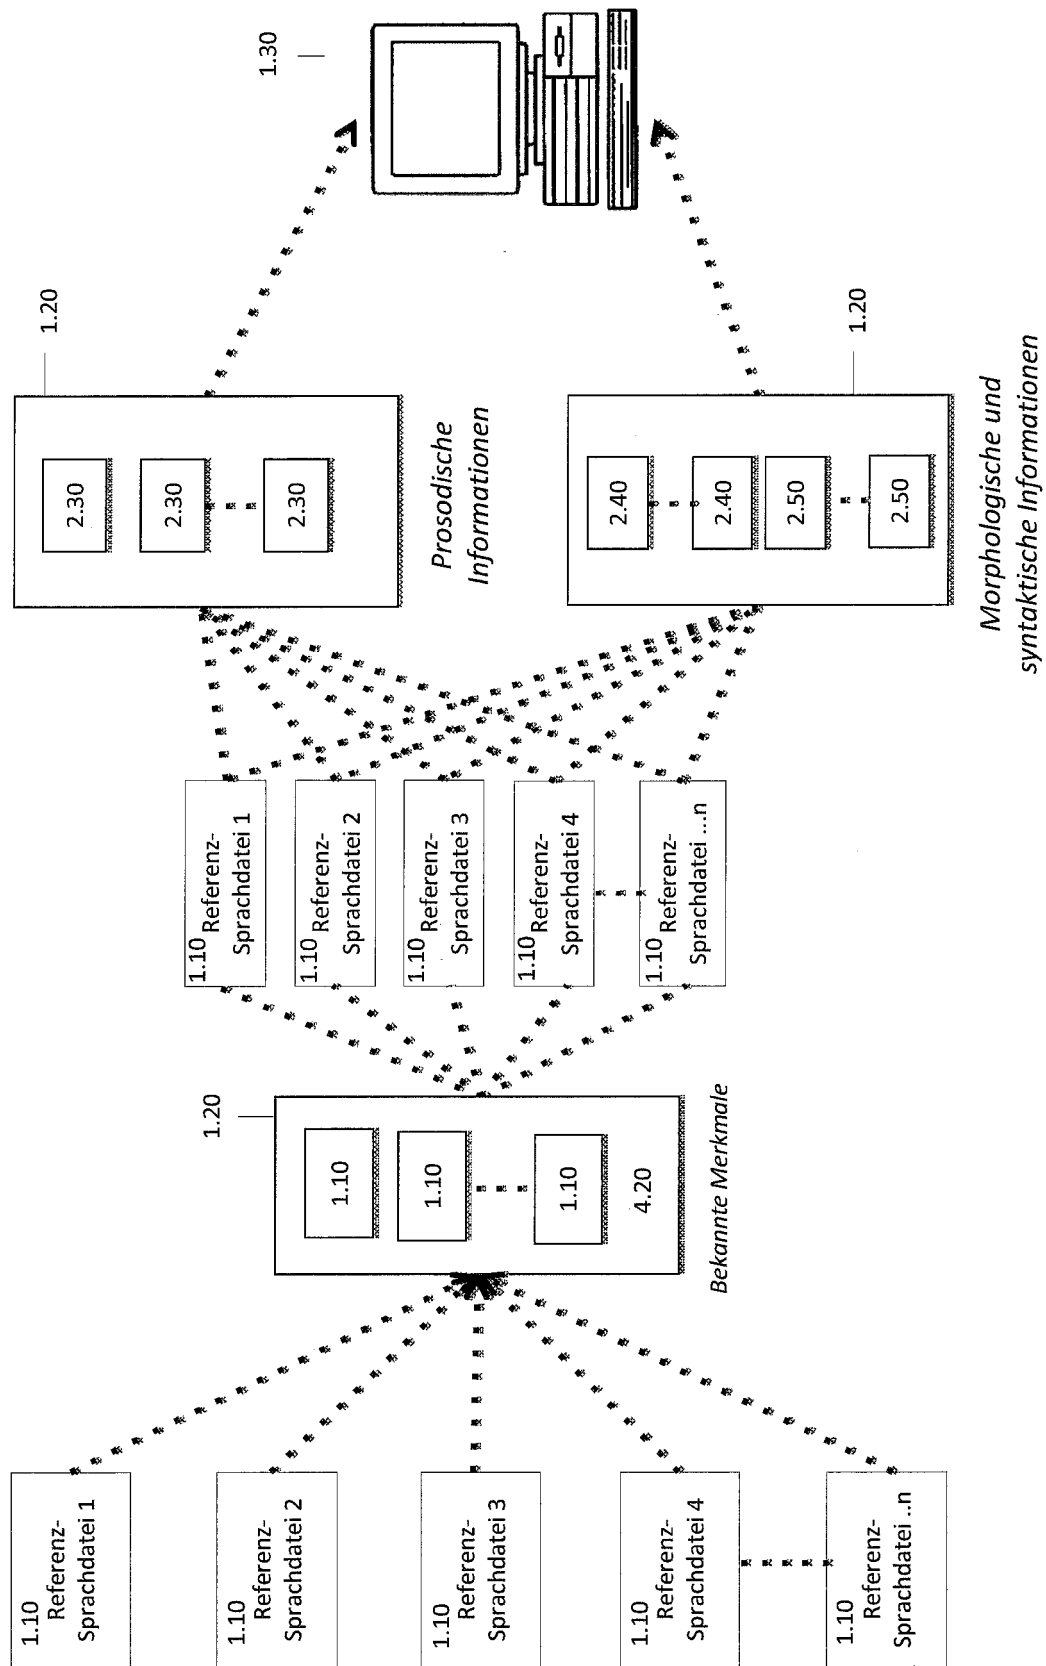 1.10
Referenz-
Sprachdatei 1
1.10
Referenz-
Sprachdatei 2
1.10
Referenz-
Sprachdatei 3
1.10
Referenz-
Sprachdatei 4
1.10
Referenz-
Sprachdatei ..n
1.20
1.10
1.10
1.10
4.20
Bekannte Merkmale
1.10 Referenz-
Sprachdatei 1
1.10 Referenz-
Sprachdatei 2
1.10 Referenz-
Sprachdatei 3
1.10 Referenz-
Sprachdatei 4
1.10 Referenz-
Sprachdatei ...n
1.20
2.30
2.30
2.30
Prosodische
Informationen
1.20
2.40
2.40
2.50
2.50
Morphologische und
syntaktische Informationen
1.30